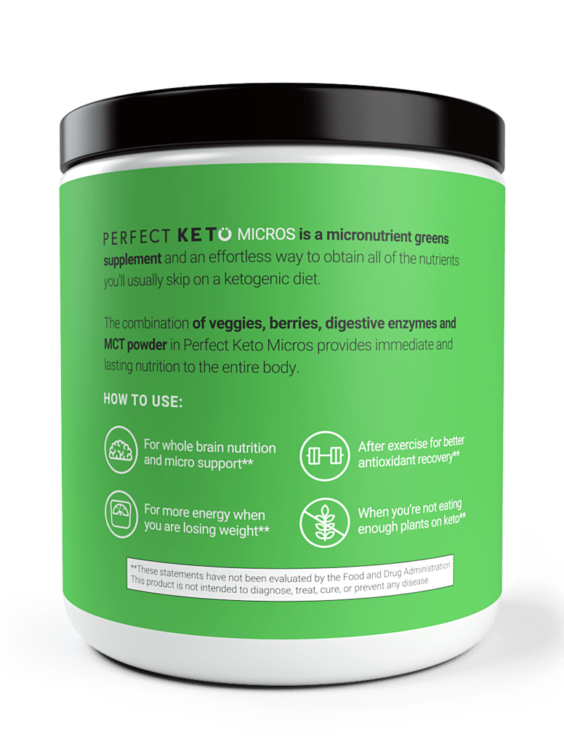 PERFECT KETO MICROS is a micronutrient greens
supplement and an effortless way to obtain all of the nutrients
you'll usually skip on a ketogenic diet.
The combination of veggies, berries, digestive enzymes and
MCT powder in Perfect Keto Micros provides immediate and
lasting nutrition to the entire body.
HOW TO USE:
For whole brain nutrition
and micro support**
After exercise for better
antioxidant recovery**
For more energy when
you are losing weight**
When you're not eating
enough plants on keto**
**These statements have not been evaluated by the Food and Drug Administration
This product is not intended to diagnose, treat, cure, or prevent any disease